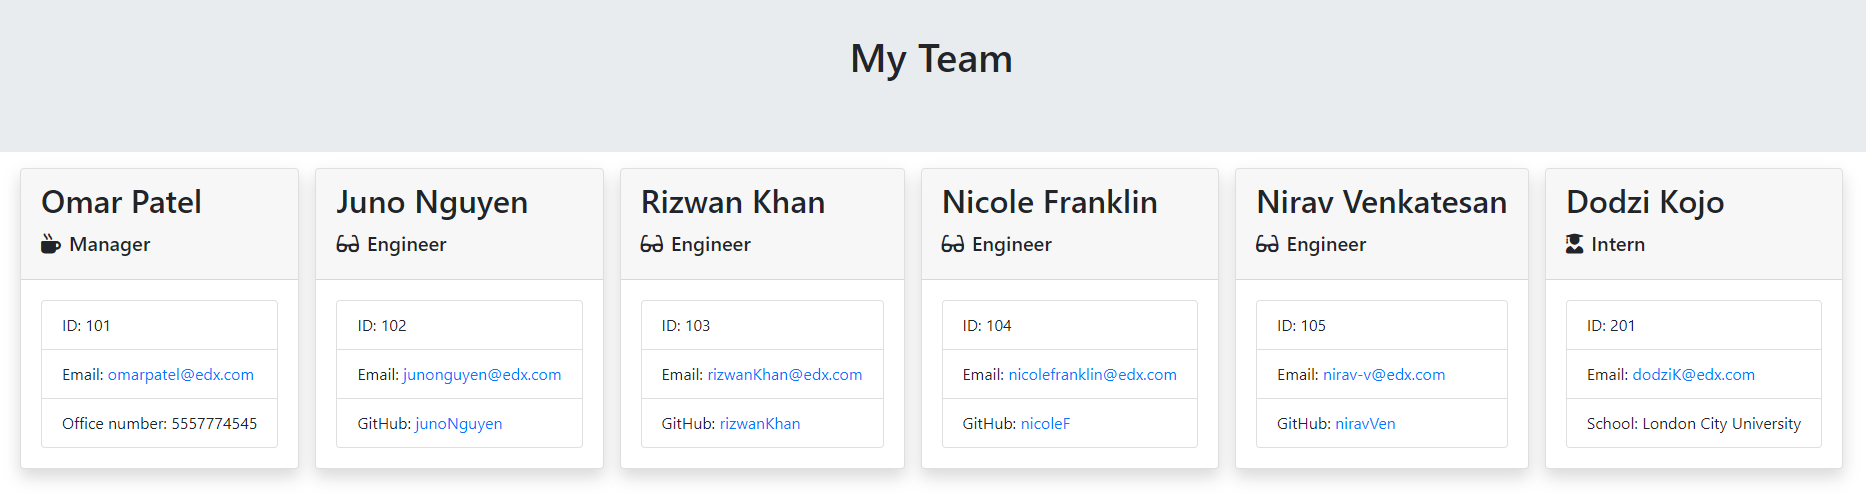 My Team
Omar Patel
Manager
ID: 101
Email: omarpatel@edx.com
Office number: 5557774545
Juno Nguyen
Engineer
ID: 102
Email: junonguyen@edx.com
GitHub: junoNguyen
Rizwan Khan
Engineer
ID: 103
Email: rizwanKhan@edx.com
GitHub: rizwanKhan
Nicole Franklin
Engineer
ID: 104
Email: nicolefranklin@edx.com
GitHub: nicoleF
Nirav Venkatesan
Engineer
ID: 105
Email: nirav-v@edx.com
GitHub: niravVen
Dodzi Kojo
Intern
ID: 201
Email: dodziK@edx.com
School: London City University